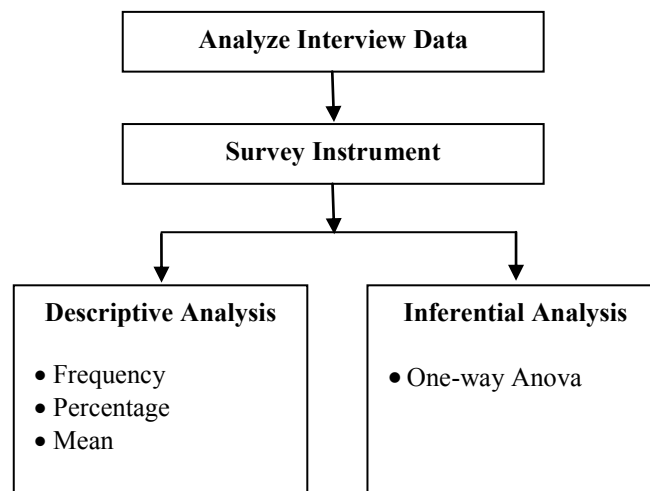 Analyze Interview Data
Survey Instrument
Descriptive Analysis
• Frequency
• Percentage
• Mean
Inferential Analysis
• One-way Anova